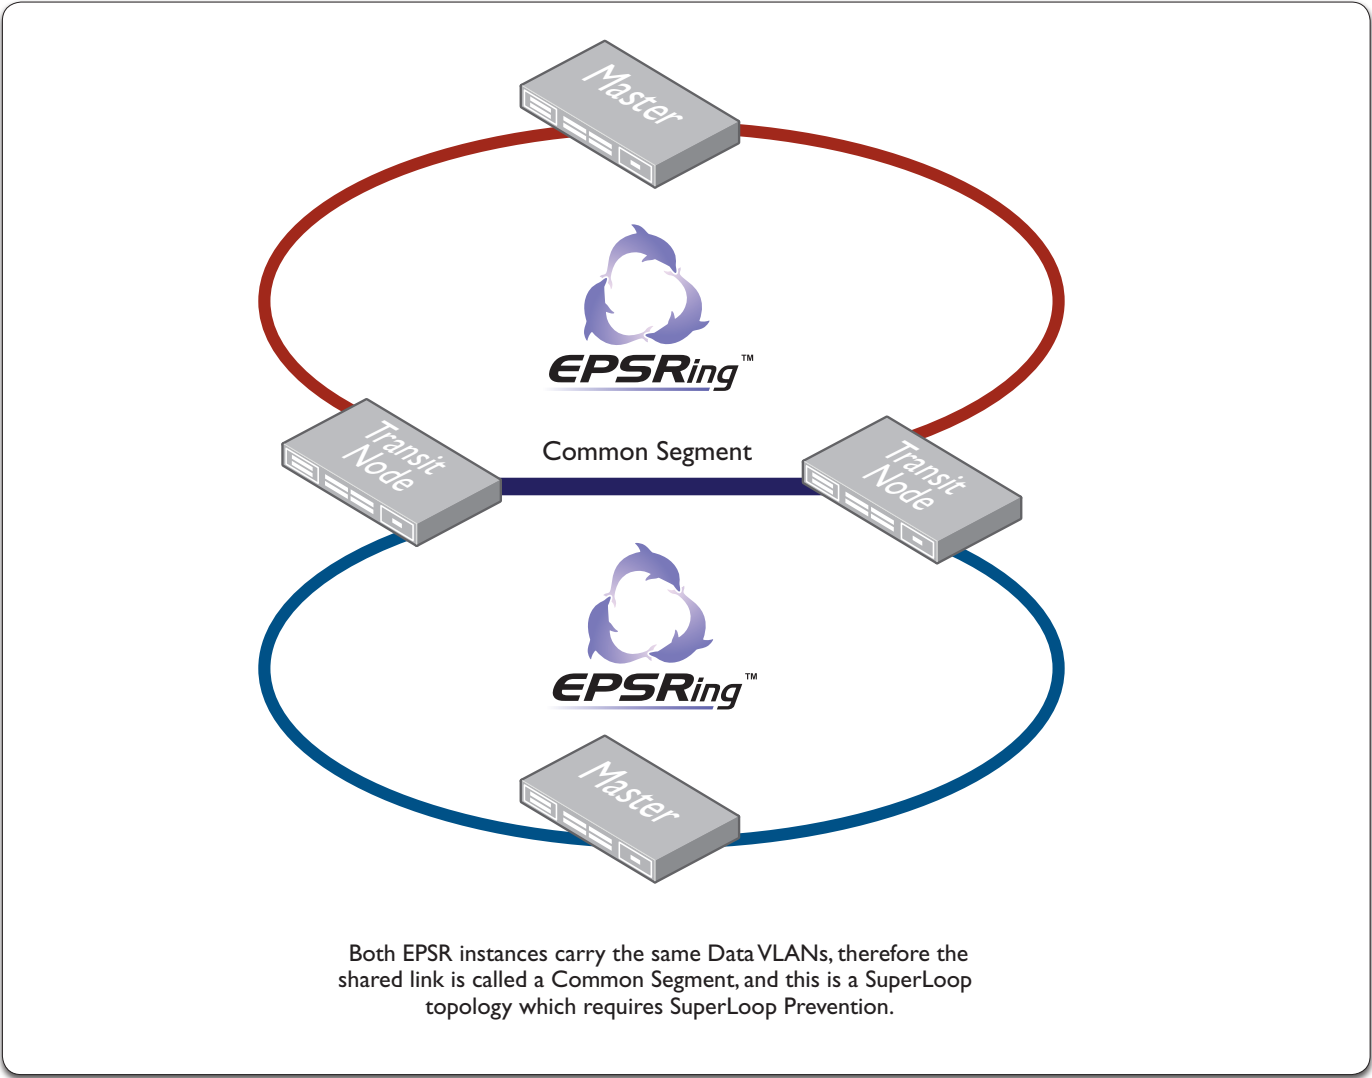 Master
EPSRing™
Transit
Node
Common Segment
Transit
Node
EPSRing™
Master
Both EPSR instances carry the same Data VLANs, therefore the
shared link is called a Common Segment, and this is a SuperLoop
topology which requires SuperLoop Prevention.